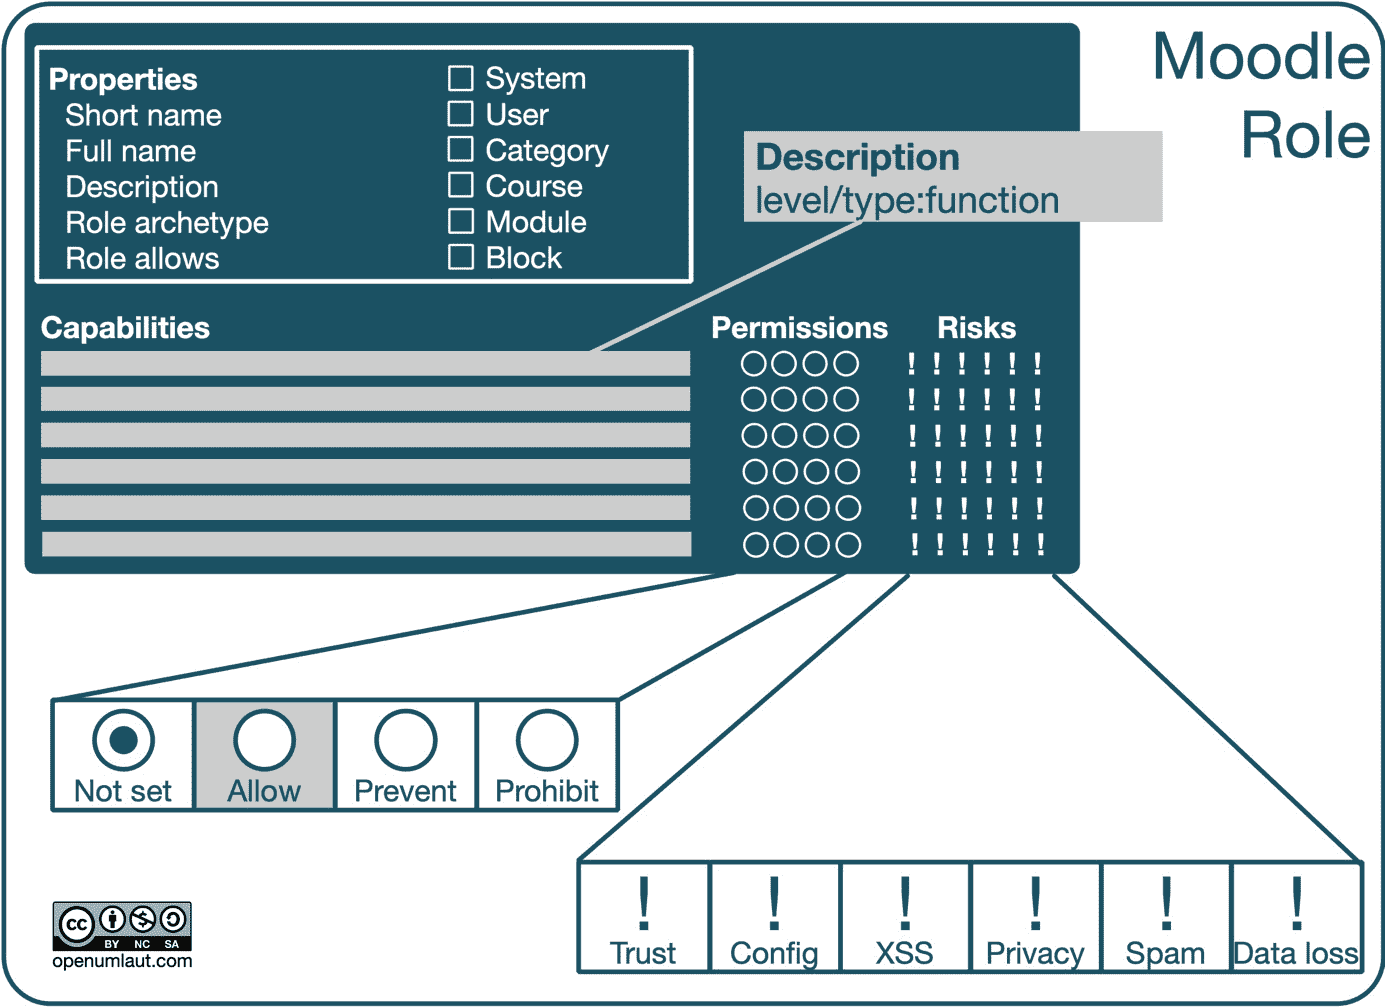 Moodle
Role
Properties
Short name
Full name
Description
Role archetype
Role allows
System
User
Category
Course
Module
Block
Description
level/type:function
Capabilities
Permissions
Risks
! ! ! ! ! !
! ! ! ! ! !
! ! ! ! ! !
! ! ! ! ! !
! ! ! ! ! !
! ! ! ! ! !
Not set
Allow
Prevent
Prohibit
! ! ! ! ! !
Trust
Config
XSS
Privacy
Spam
Data loss
cc
BY NC SA
openumlaut.com